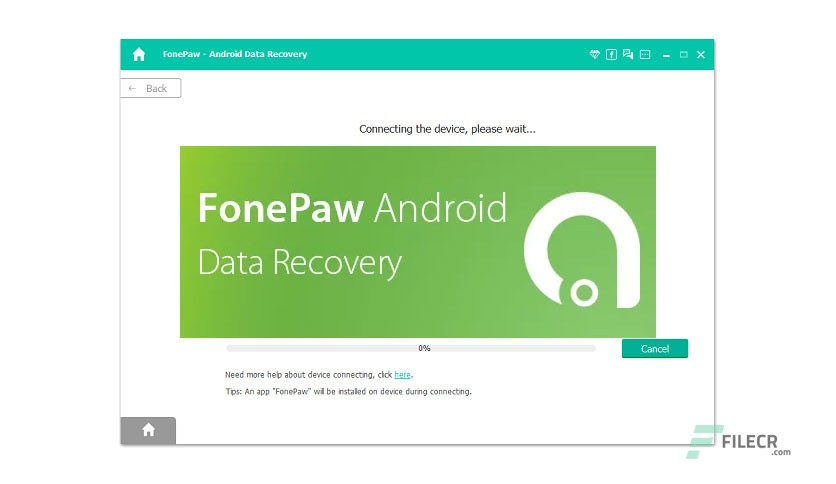 FonePaw - Android Data Recovery
Back
Connecting the device, please wait...
FonePaw Android
Data Recovery
0%
Cancel
Need more help about device connecting, click here.
Tips: An app "FonePaw" will be installed on device during connecting.
FILECR
.com